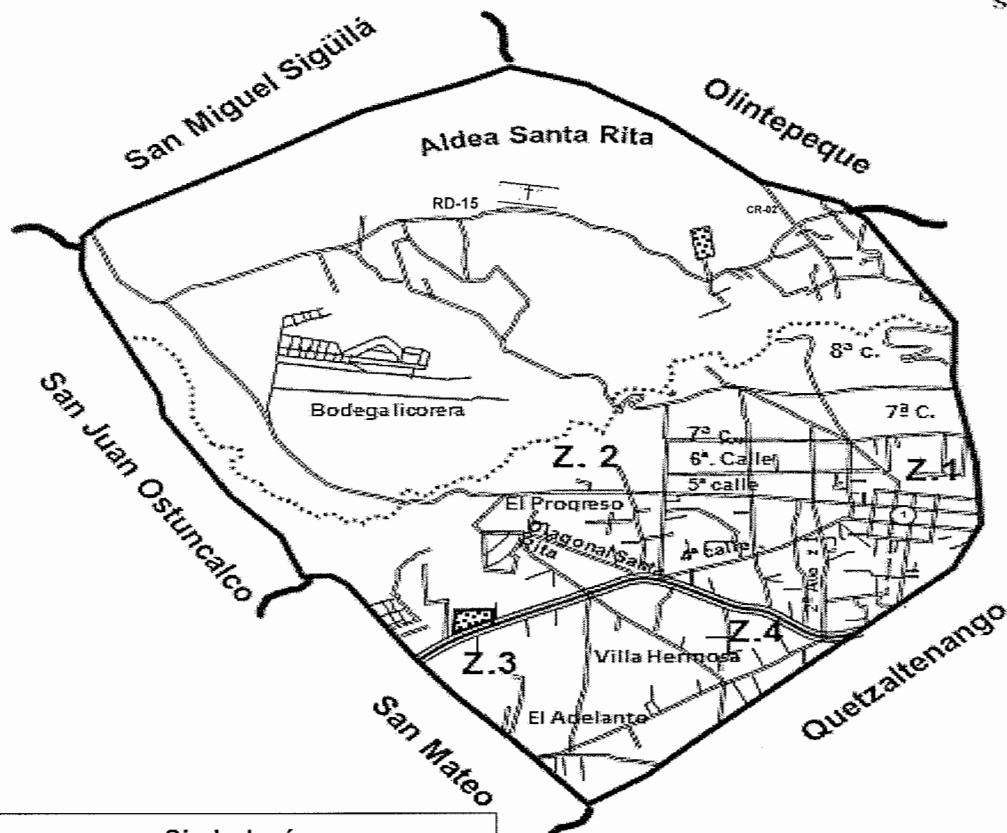 San Miguel Sigüilá
Olintepeque
Aldea Santa Rita
RD-15
CR-02
8ª C.
Bodega licorera
7ª C.
7ª C.
Z. 2
6ª. Calle
Z.1
5ª calle
El Progreso
San Juan Ostuncalco
Diagonal Santa
Rita
4ª calle
Z.4
Z.3
Villa Hermosa
Quetzaltenango
El Adelanto
San Mateo